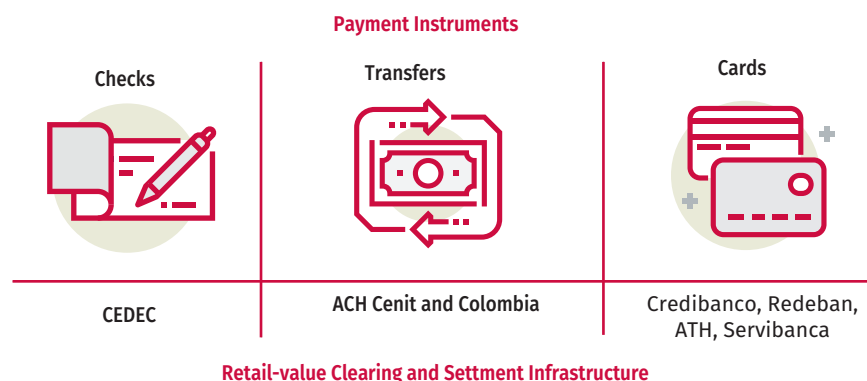 Payment Instruments
Checks
Transfers
Cards
CEDEC
ACH Cenit and Colombia
Credibanco, Redeban,
ATH, Servibanca
Retail-value Clearing and Settment Infrastructure